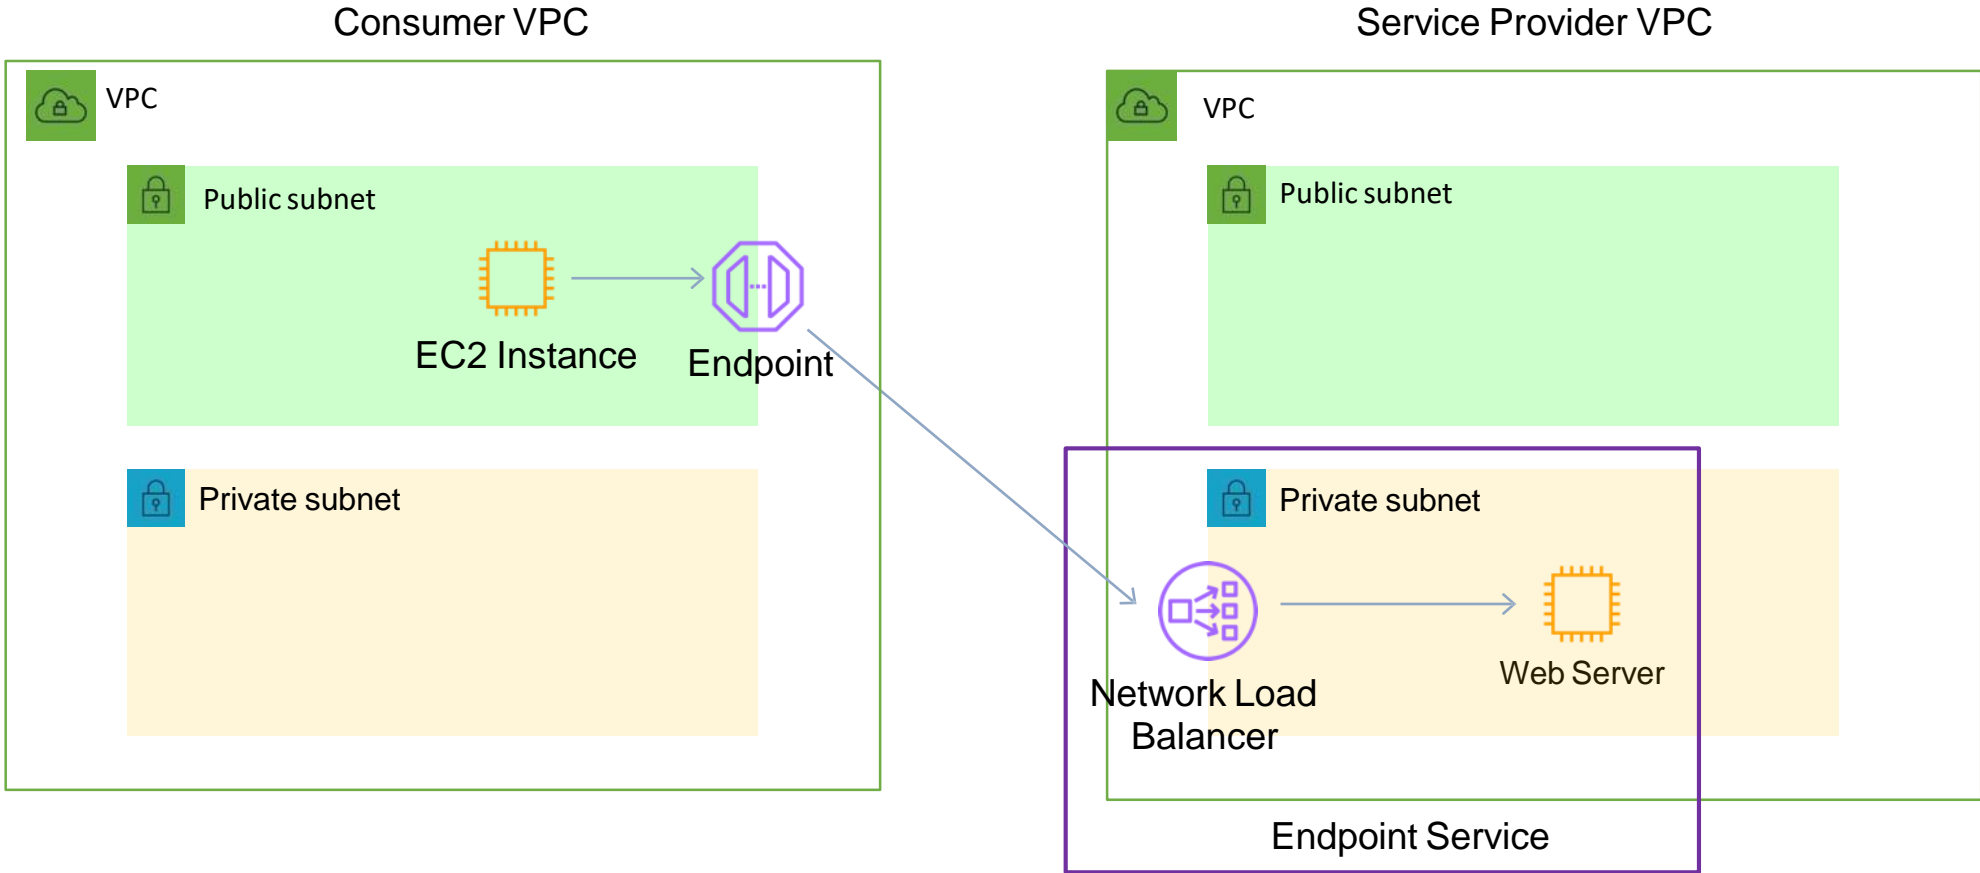 Consumer VPC
Service Provider VPC
VPC
Public subnet
EC2 Instance
Endpoint
Private subnet
VPC
Public subnet
Private subnet
Network Load
Balancer
Web Server
Endpoint Service